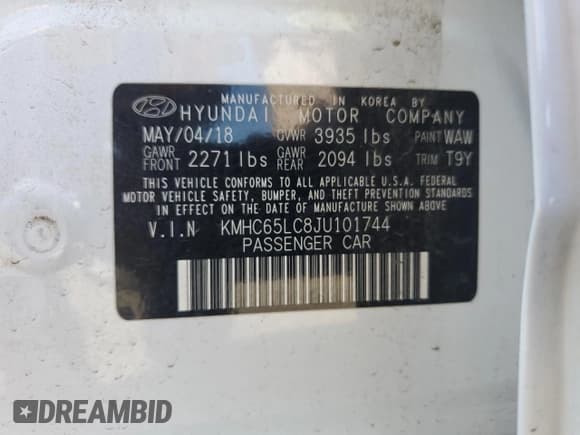 MANUFACTURED IN KOREA BY
HYUNDAI MOTOR COMPANY
MAY/04/18 GVWR 3935 lbs PAINT WAW
GAWR FRONT 2271 lbs GAWR REAR 2094 lbs TRIM T9Y
THIS VEHICLE CONFORMS TO ALL APPLICABLE U.S.A. FEDERAL
MOTOR VEHICLE SAFETY, BUMPER, AND THEFT PREVENTION STANDARDS
IN EFFECT ON THE DATE OF MANUFACTURE SHOWN ABOVE
V.I.N KMHC65LC8JU101744
PASSENGER CAR
DREAMBID